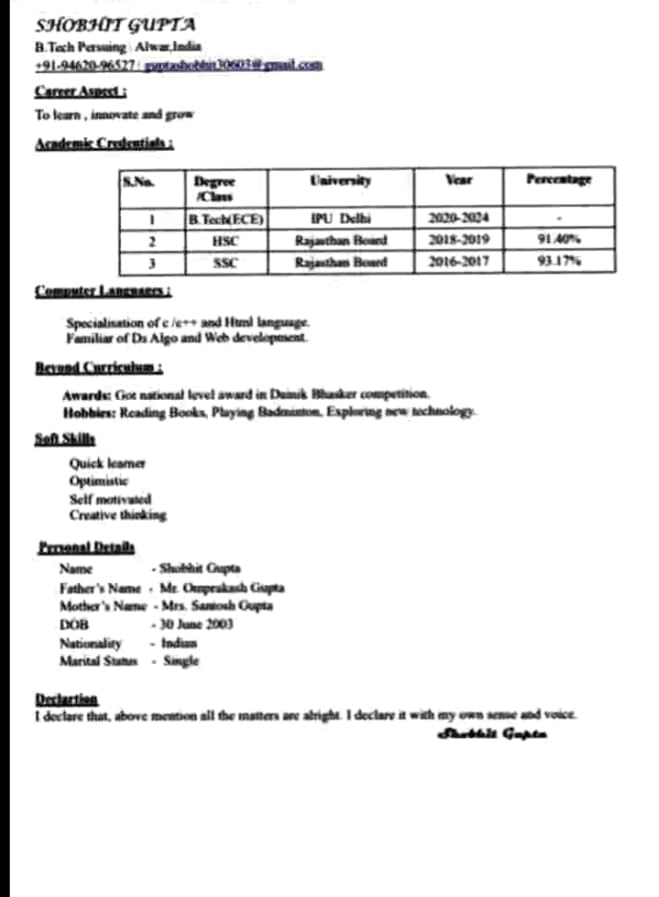 SHOBHIT GUPTA
B.Tech Persuing | Alwar,India
+91-94620-96527 | guptashobhit30603@gmail.com
Career Aspect :
To learn , innovate and grow
Academic Credentials :
S.No. Degree /Class University Year Percentage
1 B.Tech(ECE) IPU Delhi 2020-2024 -
2 HSC Rajasthan Board 2018-2019 91.40%
3 SSC Rajasthan Board 2016-2017 93.17%
Computer Languages :
Specialisation of c /c++ and Html language.
Familiar of Ds Algo and Web development.
Beyond Curriculum :
Awards: Got national level award in Dainik Bhasker competition.
Hobbies: Reading Books, Playing Badminton, Exploring new technology.
Soft Skills
Quick learner
Optimistic
Self motivated
Creative thinking
Personal Details
Name - Shobhit Gupta
Father's Name - Mr. Omprakash Gupta
Mother's Name - Mrs. Santosh Gupta
DOB - 30 June 2003
Nationality - Indian
Marital Status - Single
Declartion
I declare that, above mention all the matters are alright. I declare it with my own sense and voice.
Shobhit Gupta